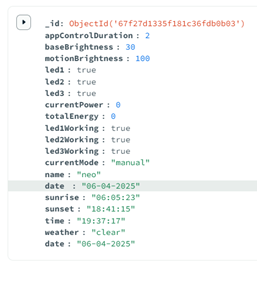 _id: ObjectId('67f27d1335f181c36fdb0b03')
appControlDuration : 2
baseBrightness : 30
motionBrightness : 100
led1 : true
led2 : true
led3 : true
currentPower : 0
totalEnergy : 0
led1Working : true
led2Working : true
led3Working : true
currentMode : "manual"
name : "neo"
date : "06-04-2025"
sunrise : "06:05:23"
sunset : "18:41:15"
time : "19:37:17"
weather : "clear"
date : "06-04-2025"